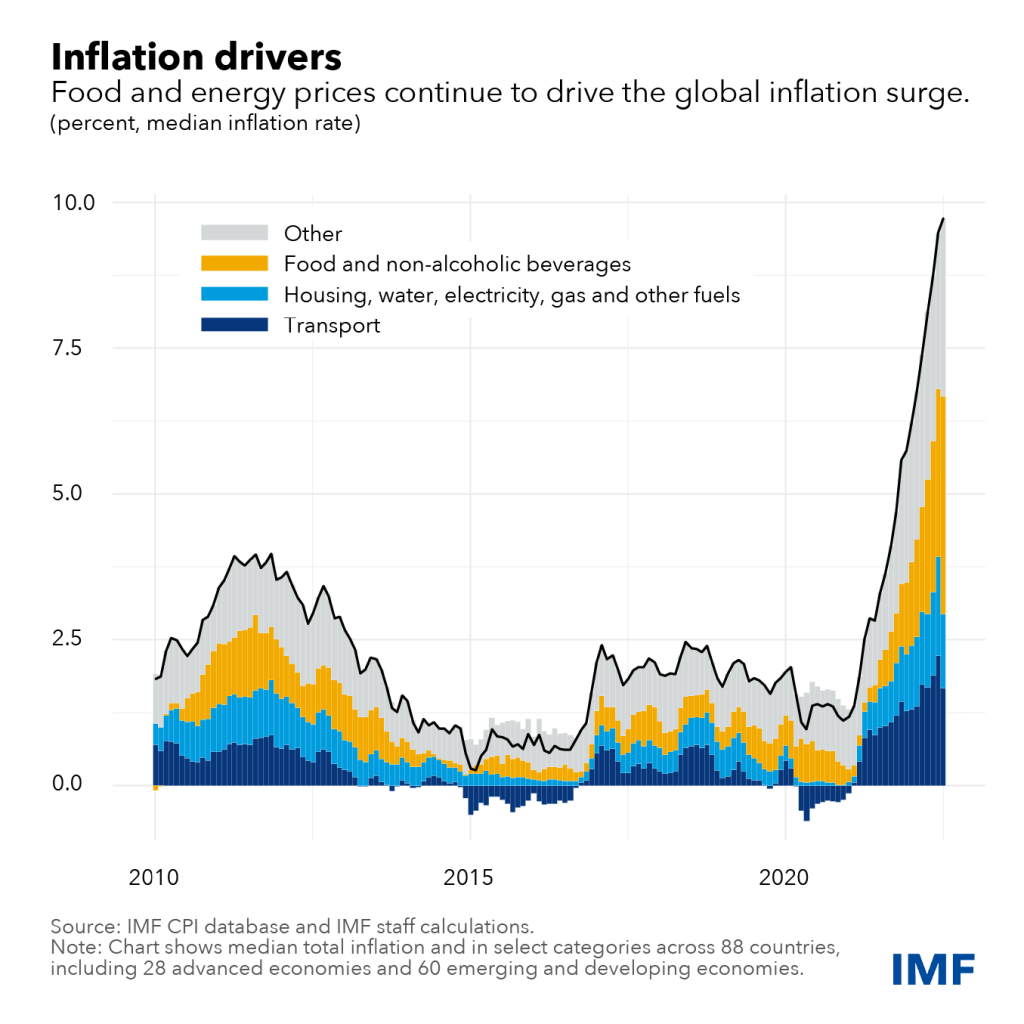 Inflation drivers
Food and energy prices continue to drive the global inflation surge.
(percent, median inflation rate)
10.0
Other
Food and non-alcoholic beverages
Housing, water, electricity, gas and other fuels
Transport
7.5
5.0
2.5
0.0
2010
2015
2020
Source: IMF CPI database and IMF staff calculations.
Note: Chart shows median total inflation and in select categories across 88 countries,
including 28 advanced economies and 60 emerging and developing economies.
IMF